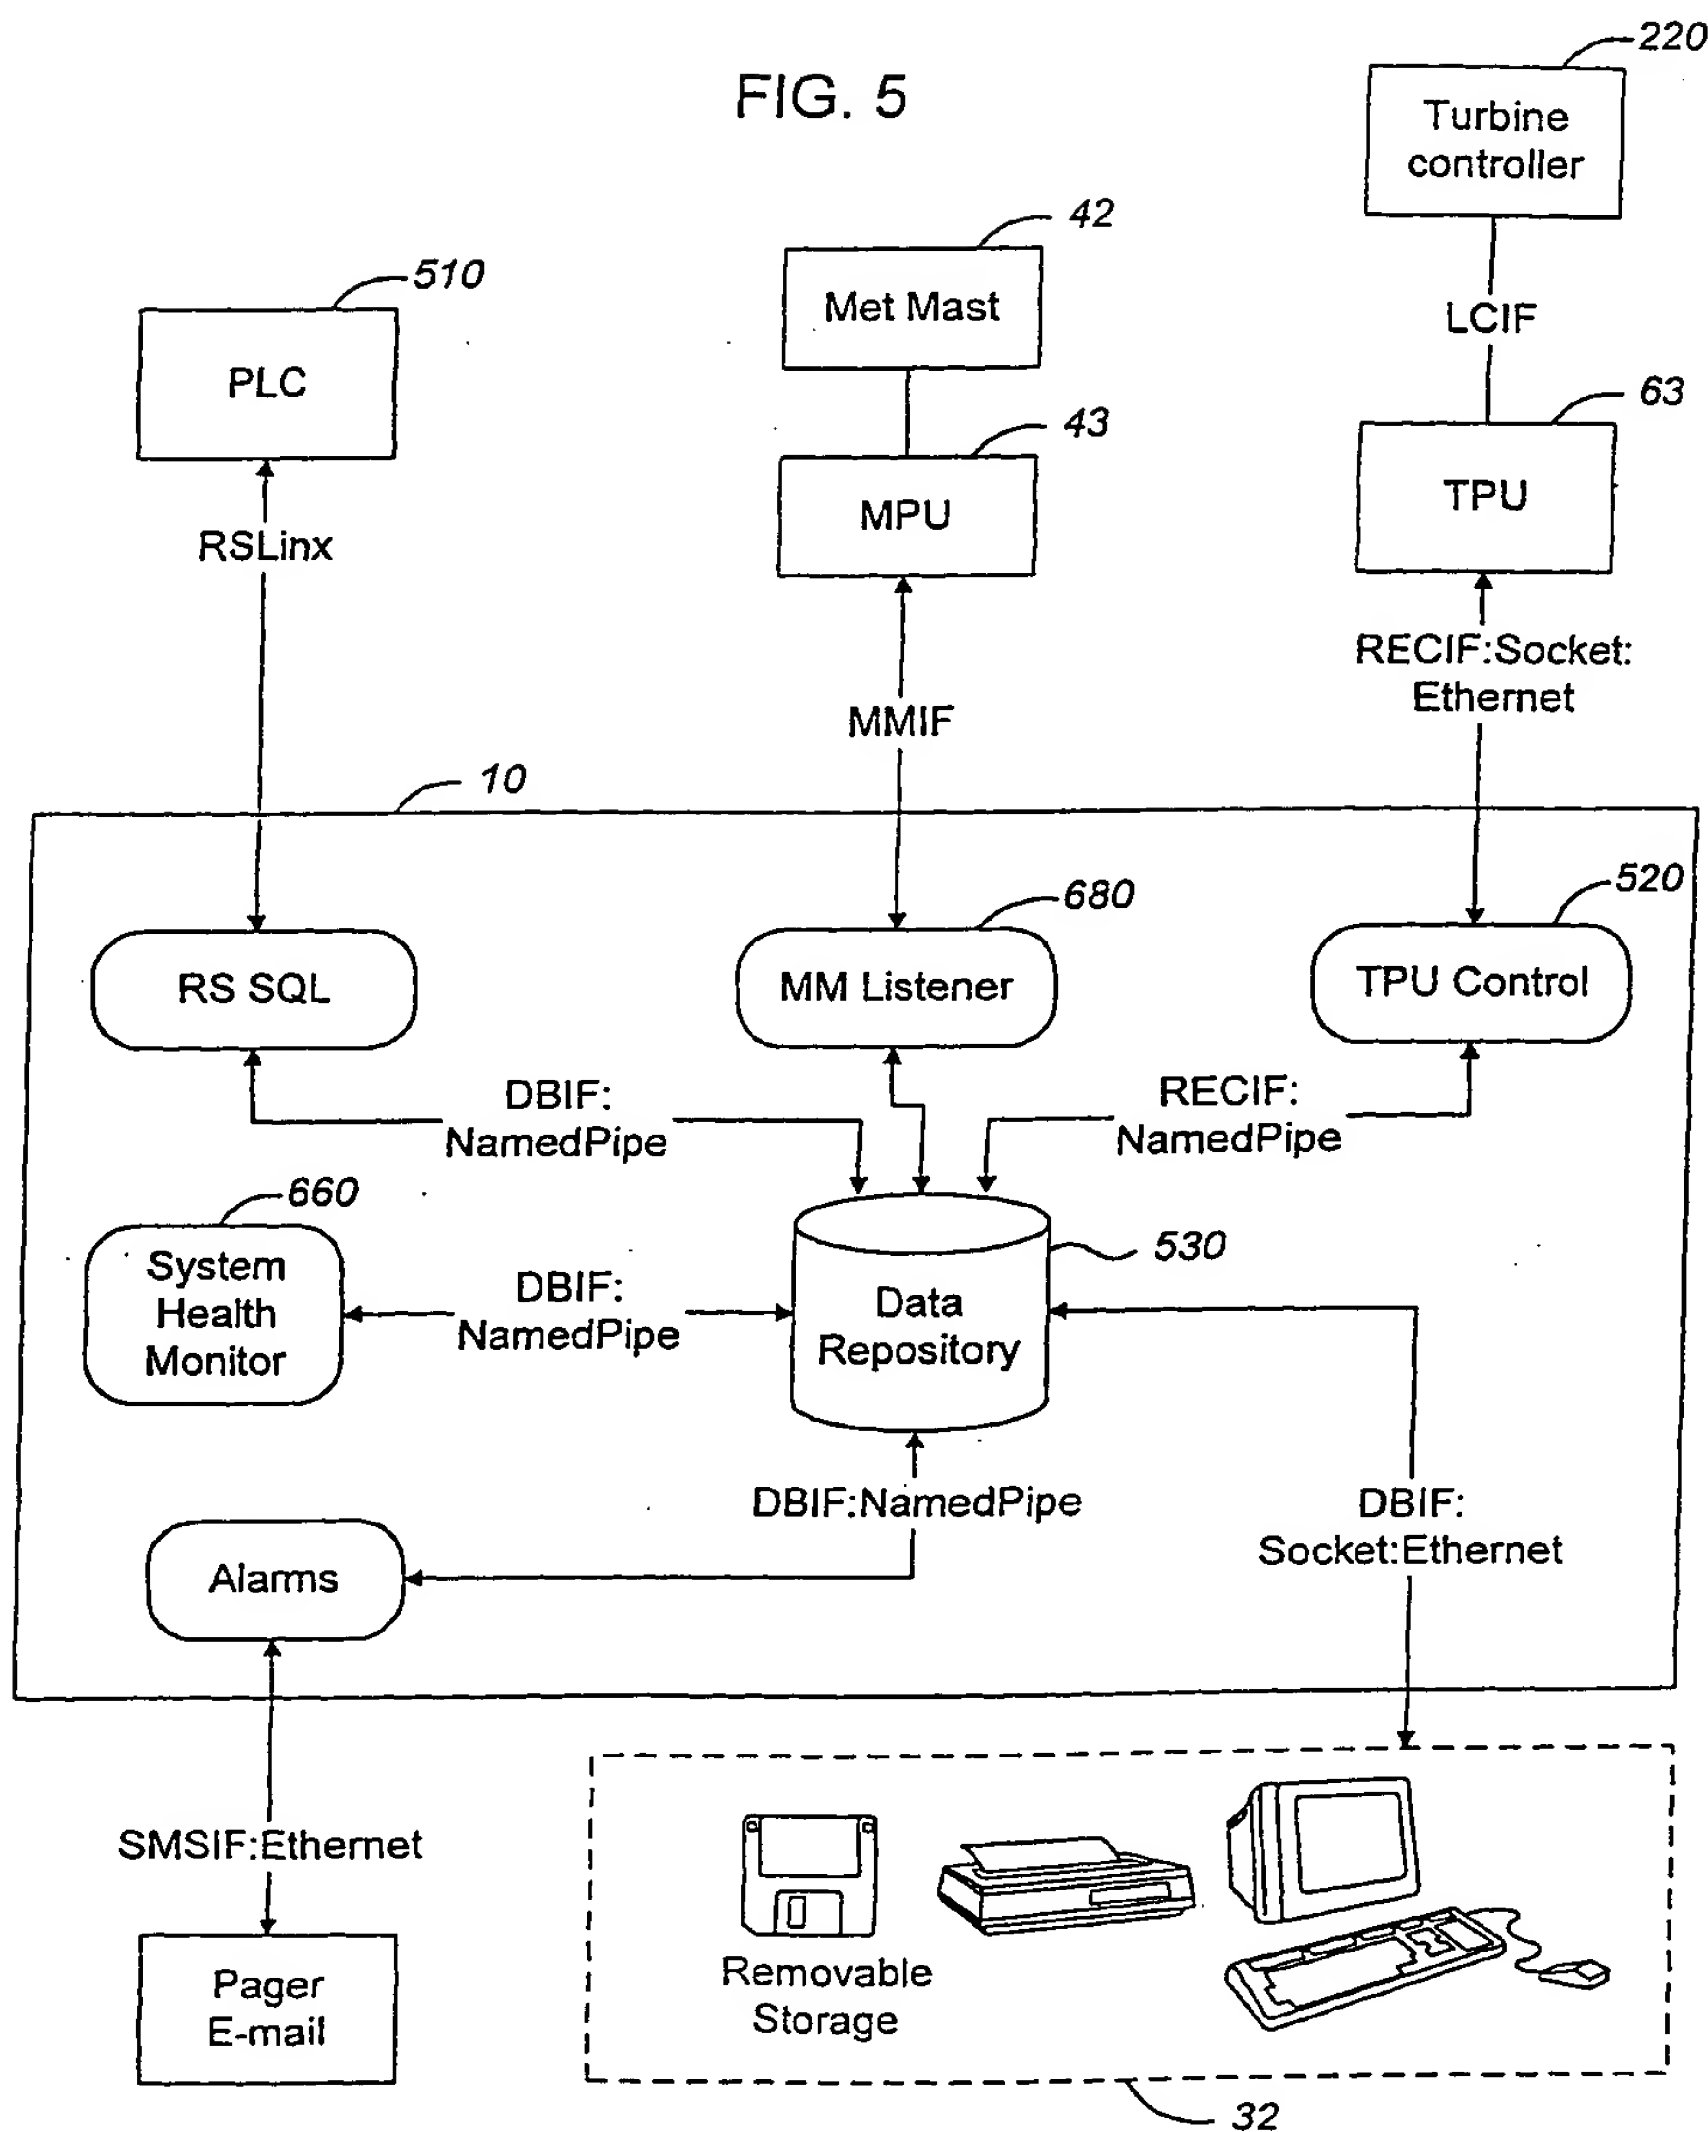 220
FIG. 5
Turbine
controller
42
510
Met Mast
LCIF
PLC
43
63
MPU
TPU
RSLinx
RECIF:Socket:
Ethernet
MMIF
10
680
520
RS SQL
MM Listener
TPU Control
DBIF:
NamedPipe
RECIF:
NamedPipe
660
530
System
Health
Monitor
DBIF:
NamedPipe
Data
Repository
DBIF:NamedPipe
DBIF:
Socket:Ethernet
Alarms
SMSIF:Ethernet
Pager
E-mail
Removable
Storage
32